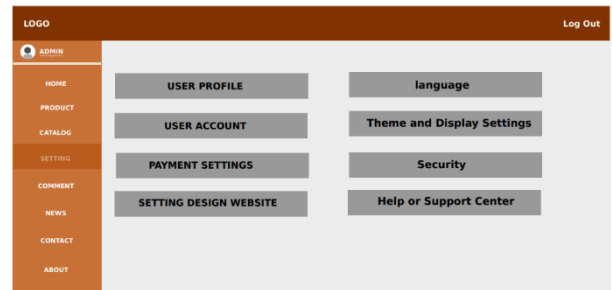 LOGO
Log Out
ADMIN
HOME
PRODUCT
CATALOG
SETTING
COMMENT
NEWS
CONTACT
ABOUT
USER PROFILE
language
USER ACCOUNT
Theme and Display Settings
PAYMENT SETTINGS
Security
SETTING DESIGN WEBSITE
Help or Support Center